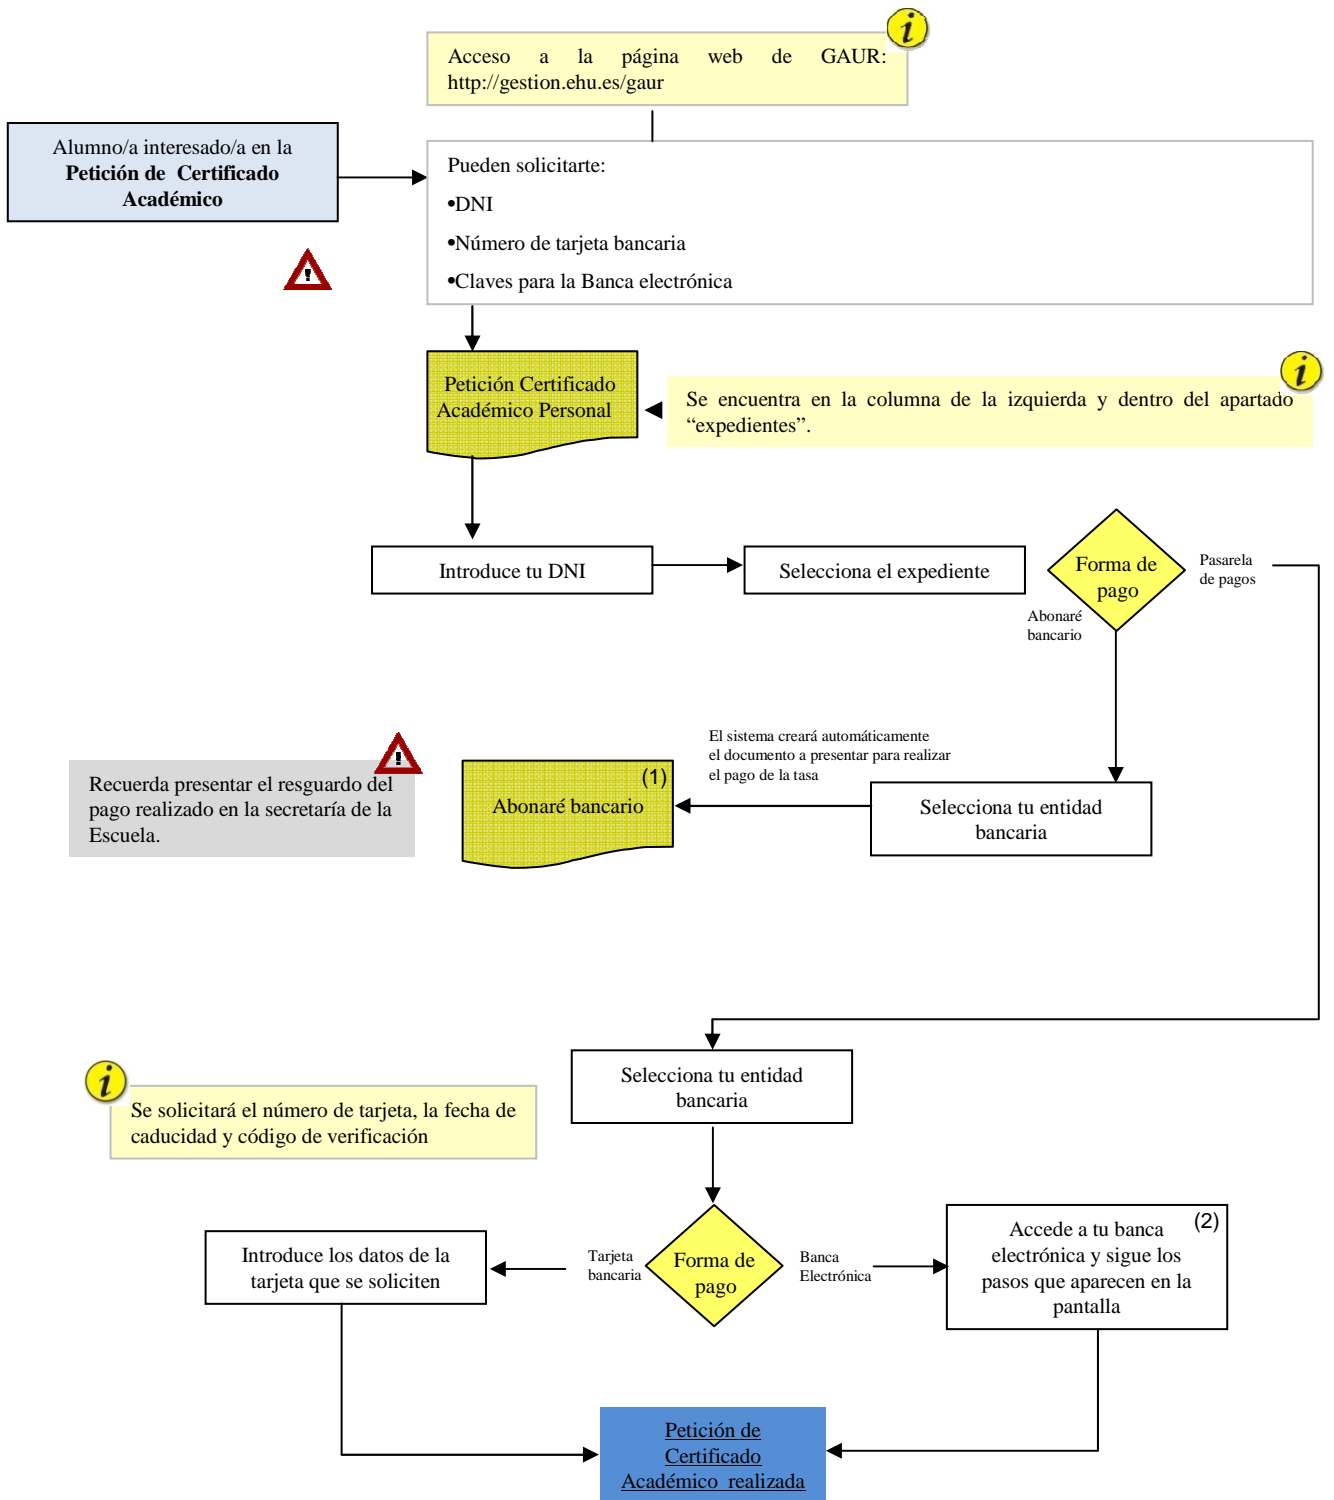 Acceso a la página web de GAUR:
http://gestion.ehu.es/gaur
Alumno/a interesado/a en la
Petición de Certificado
Académico
Pueden solicitarte:
•DNI
•Número de tarjeta bancaria
•Claves para la Banca electrónica
Petición Certificado
Académico Personal
Se encuentra en la columna de la izquierda y dentro del apartado
“expedientes”.
Introduce tu DNI
Selecciona el expediente
Forma de
pago
Pasarela
de pagos
Abonaré
bancario
El sistema creará automáticamente
el documento a presentar para realizar
el pago de la tasa
Recuerda presentar el resguardo del
pago realizado en la secretaría de la
Escuela.
(1)
Abonaré bancario
Selecciona tu entidad
bancaria
Selecciona tu entidad
bancaria
Se solicitará el número de tarjeta, la fecha de
caducidad y código de verificación
Introduce los datos de la
tarjeta que se soliciten
Tarjeta
bancaria
Forma de
pago
Banca
Electrónica
(2)
Accede a tu banca
electrónica y sigue los
pasos que aparecen en la
pantalla
Petición de
Certificado
Académico realizada